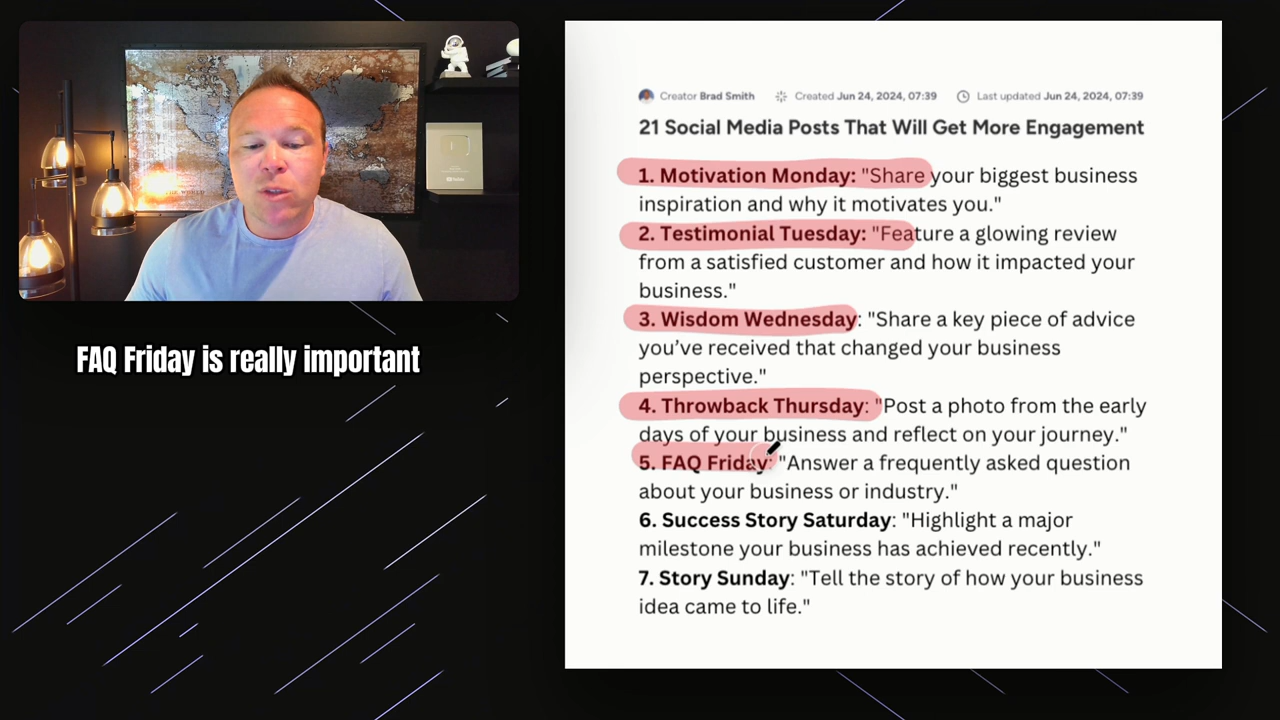 FAQ Friday is really important
Creator Brad Smith Created Jun 24, 2024, 07:39 Last updated Jun 24, 2024, 07:39
21 Social Media Posts That Will Get More Engagement
1. Motivation Monday: "Share your biggest business
inspiration and why it motivates you."
2. Testimonial Tuesday: "Feature a glowing review
from a satisfied customer and how it impacted your
business."
3. Wisdom Wednesday: "Share a key piece of advice
you’ve received that changed your business
perspective."
4. Throwback Thursday: "Post a photo from the early
days of your business and reflect on your journey."
5. FAQ Friday: "Answer a frequently asked question
about your business or industry."
6. Success Story Saturday: "Highlight a major
milestone your business has achieved recently."
7. Story Sunday: "Tell the story of how your business
idea came to life."